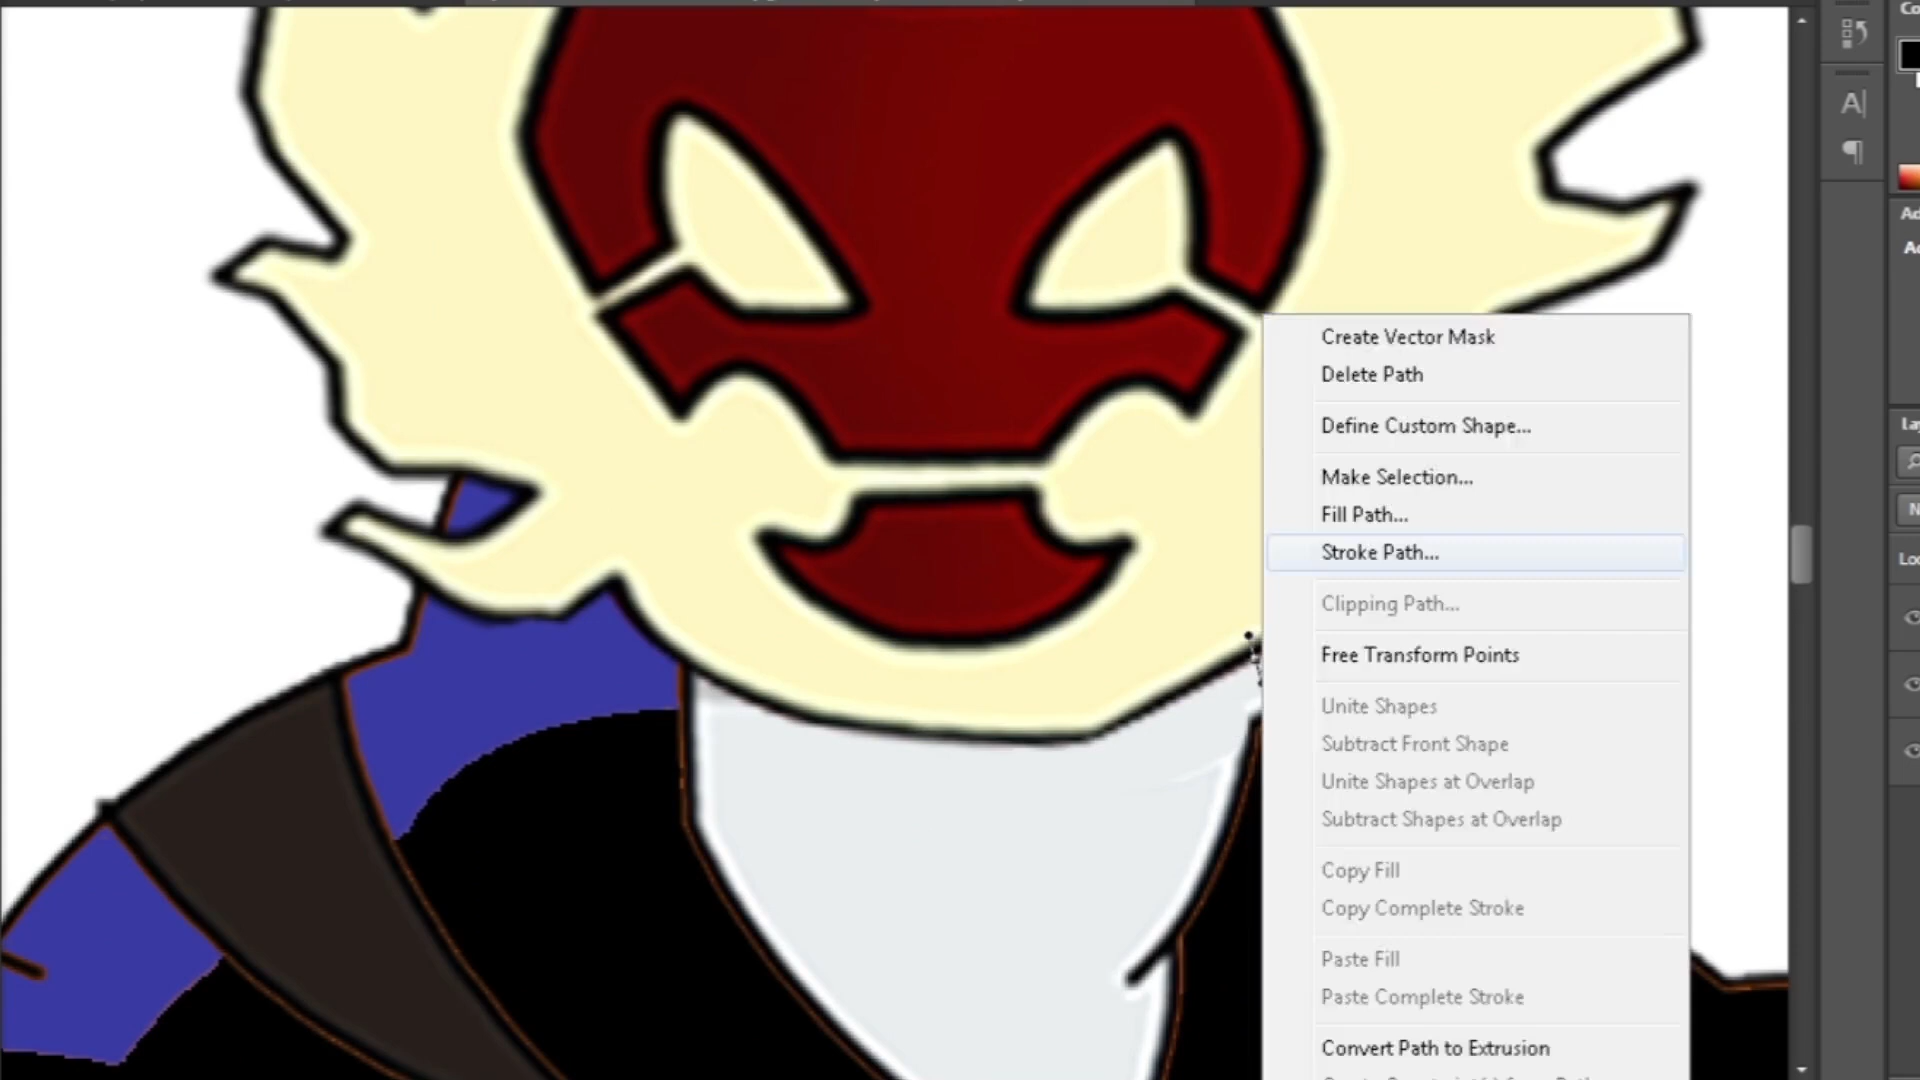 Create Vector Mask
Delete Path
Define Custom Shape...
Make Selection...
Fill Path...
Stroke Path...
Clipping Path...
Free Transform Points
Unite Shapes
Subtract Front Shape
Unite Shapes at Overlap
Subtract Shapes at Overlap
Copy Fill
Copy Complete Stroke
Paste Fill
Paste Complete Stroke
Convert Path to Extrusion
A|
¶